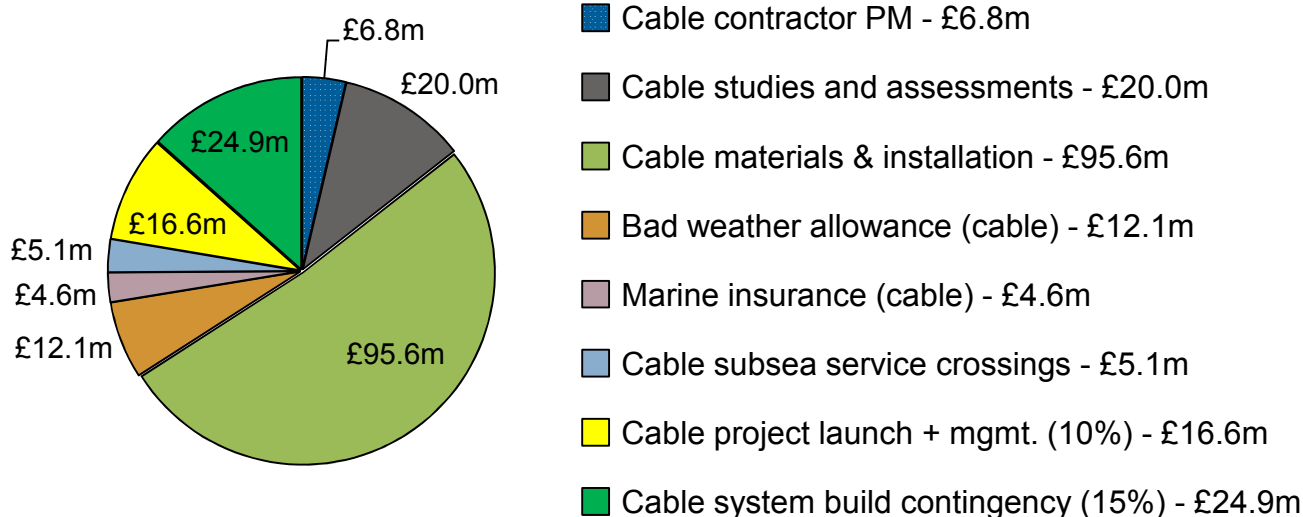 £6.8m
£20.0m
£24.9m
£16.6m
£5.1m
£4.6m
£12.1m
£95.6m
Cable contractor PM - £6.8m
Cable studies and assessments - £20.0m
Cable materials & installation - £95.6m
Bad weather allowance (cable) - £12.1m
Marine insurance (cable) - £4.6m
Cable subsea service crossings - £5.1m
Cable project launch + mgmt. (10%) - £16.6m
Cable system build contingency (15%) - £24.9m